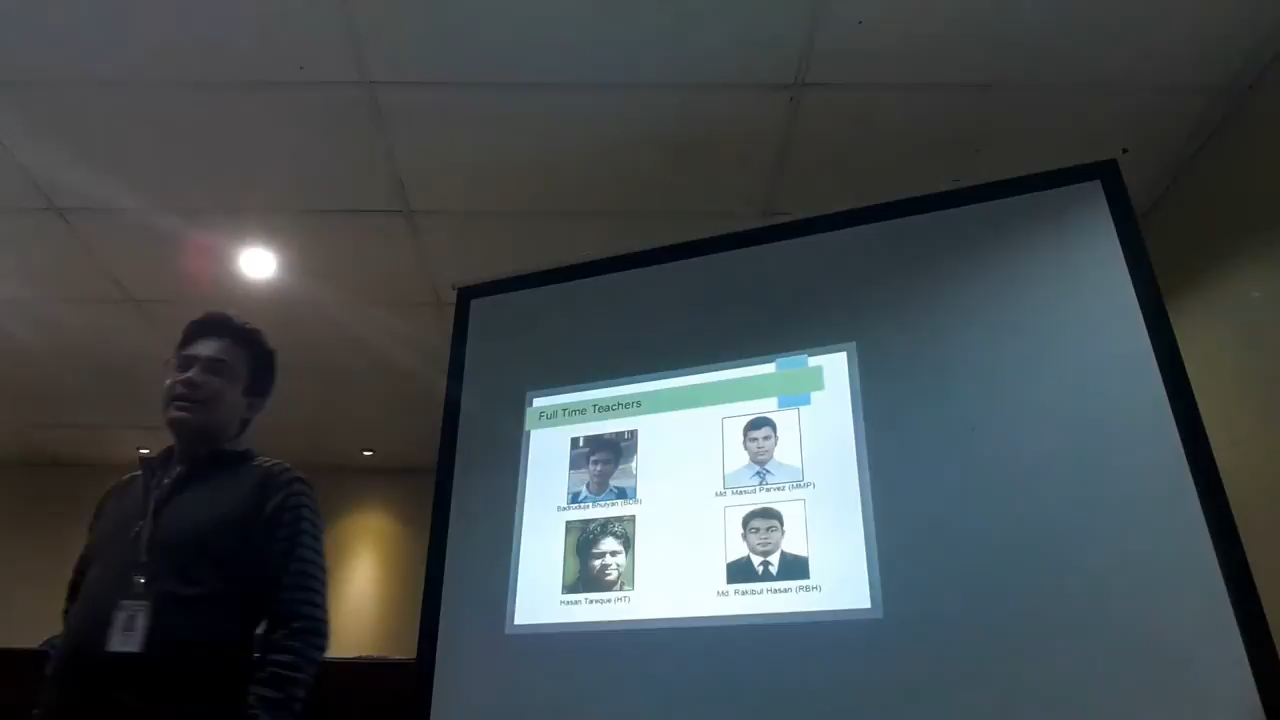 Full Time Teachers
Badruduja Bhuiyan (BDB)
Md. Masud Parvez (MMP)
Hasan Tareque (HT)
Md. Rakibul Hasan (RBH)